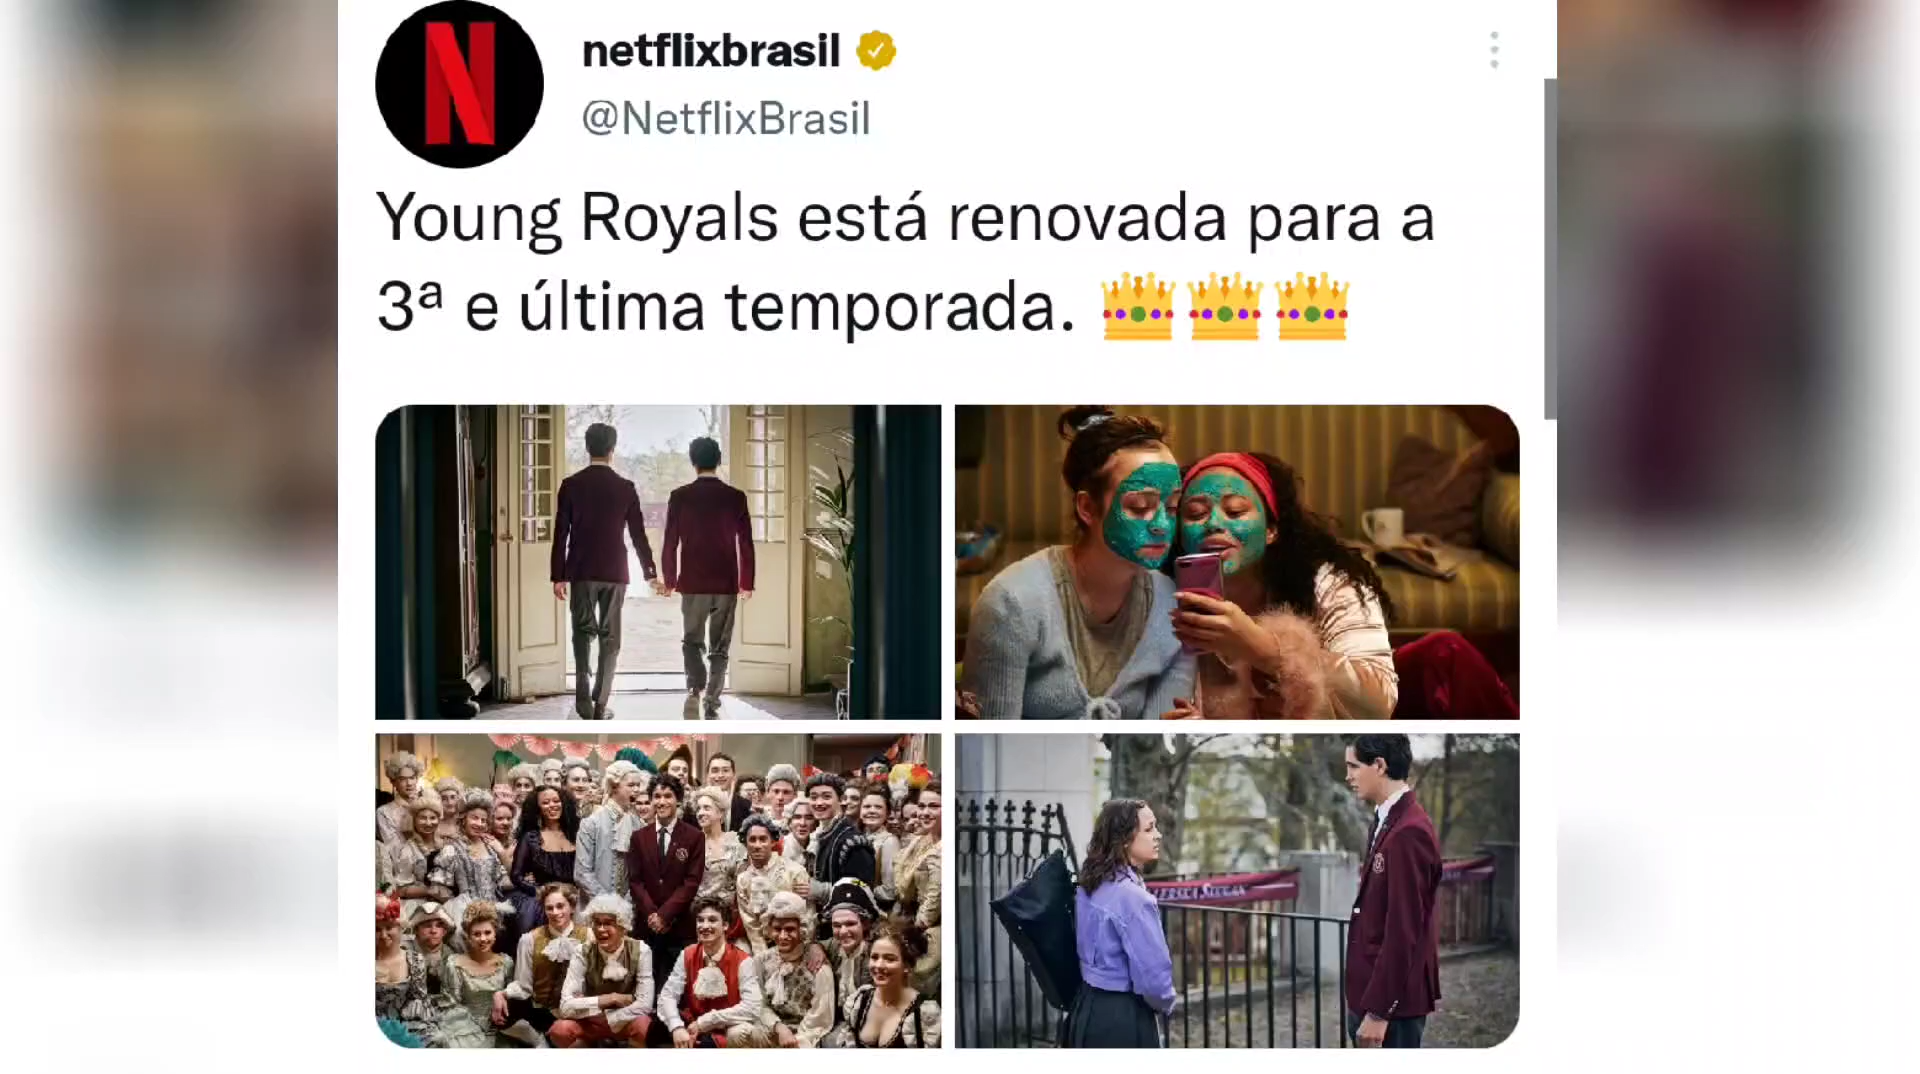 netflixbrasil
@NetflixBrasil
Young Royals está renovada para a
3ª e última temporada. 👑👑👑